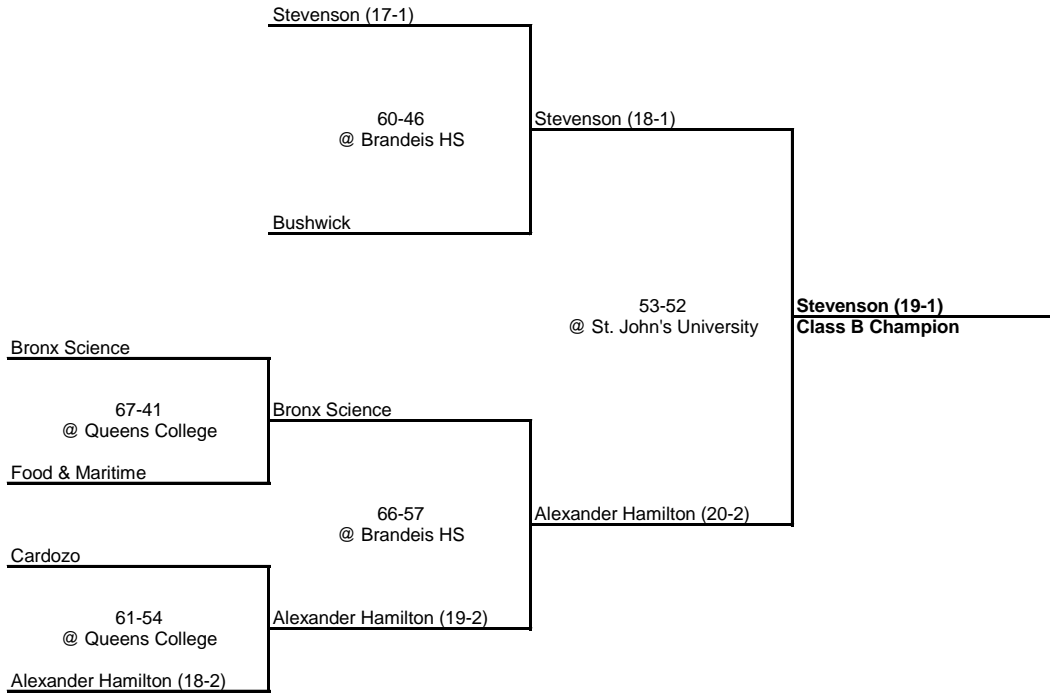 Stevenson (17-1)
60-46
@ Brandeis HS
Stevenson (18-1)
Bushwick
53-52
@ St. John's University
Stevenson (19-1)
Class B Champion
Bronx Science
67-41
@ Queens College
Bronx Science
Food & Maritime
66-57
@ Brandeis HS
Alexander Hamilton (20-2)
Cardozo
61-54
@ Queens College
Alexander Hamilton (19-2)
Alexander Hamilton (18-2)